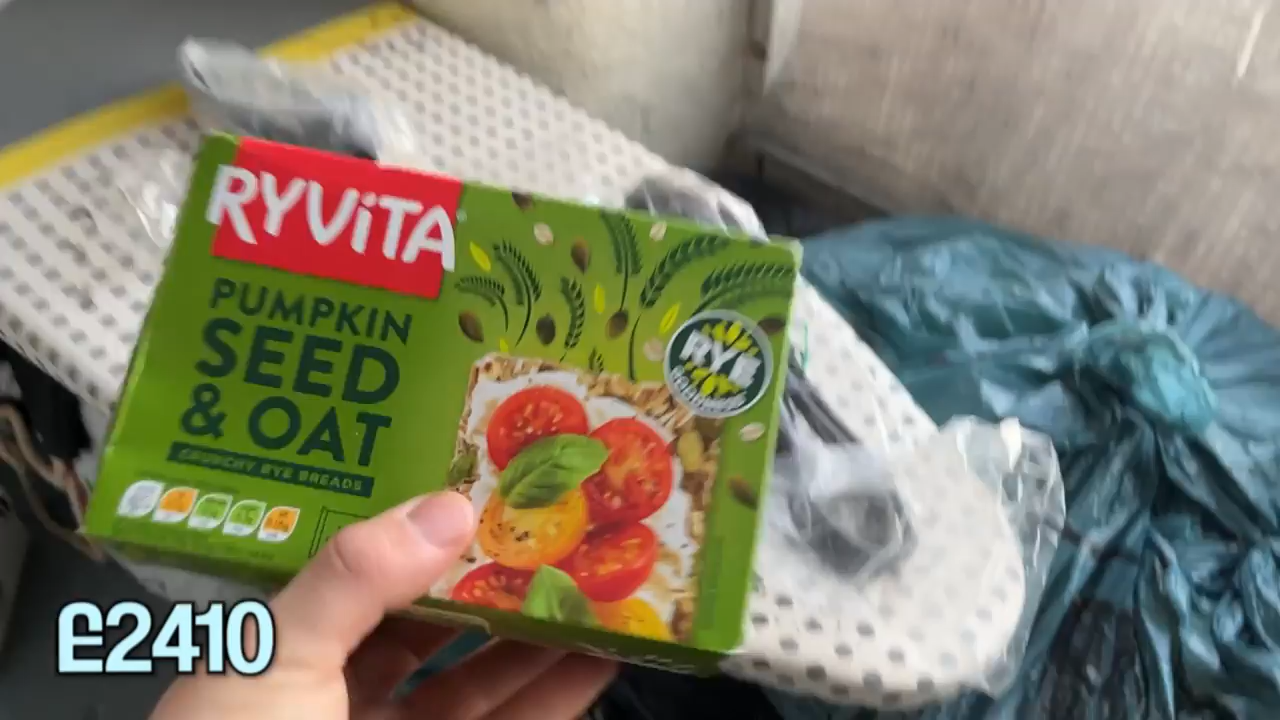 RYVITA
PUMPKIN
SEED
& OAT
CRUNCHY RYE BREADS
RYE
£2410